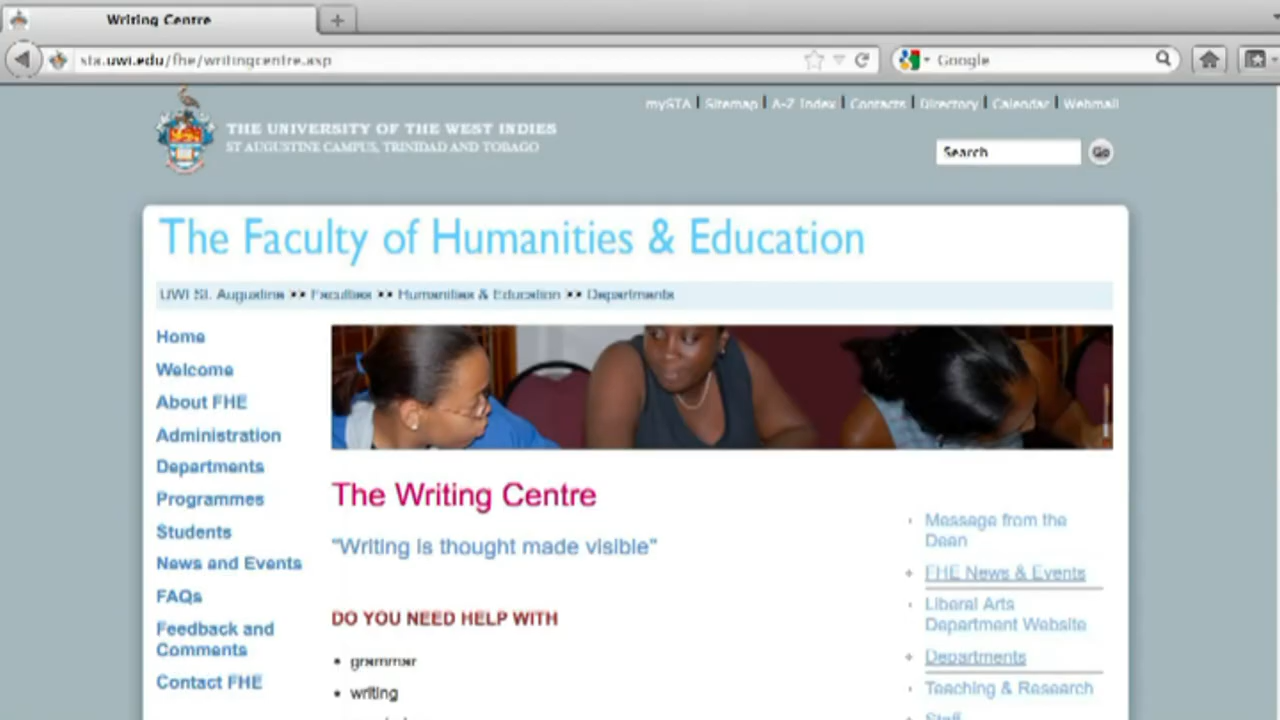 Writing Centre
sta.uwi.edu/fhe/writingcentre.asp
Google
mySTA | Sitemap | A-Z Index | Contacts | Directory | Calendar | Webmail
THE UNIVERSITY OF THE WEST INDIES
ST AUGUSTINE CAMPUS, TRINIDAD AND TOBAGO
Search
Go
The Faculty of Humanities & Education
UWI St. Augustine >> Faculties >> Humanities & Education >> Departments
Home
Welcome
About FHE
Administration
Departments
Programmes
Students
News and Events
FAQs
Feedback and
Comments
Contact FHE
The Writing Centre
"Writing is thought made visible"
DO YOU NEED HELP WITH
• grammar
• writing
Message from the
Dean
FHE News & Events
Liberal Arts
Department Website
Departments
Teaching & Research
Staff